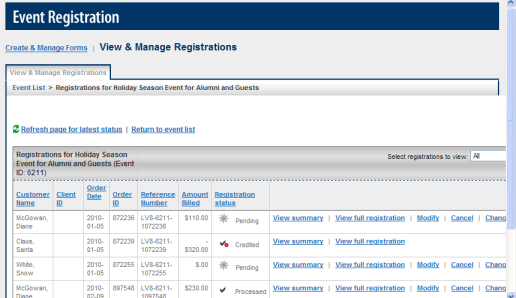 Event Registration
Create & Manage Forms | View & Manage Registrations
View & Manage Registrations
Event List > Registrations for Holiday Season Event for Alumni and Guests
Refresh page for latest status | Return to event list
Registrations for Holiday Season
Event for Alumni and Guests (Event
ID: 6211)
Select registrations to view: All
Customer Name Client ID Order Date Order ID Reference Number Amount Billed Registration status
McGowan, Diane 2010-01-05 872236 LV8-6211-1072236 $110.00 Pending View summary | View full registration | Modify | Cancel | Chang
Claus, Santa 2010-01-05 872239 LV8-6211-1072239 -$320.00 Credited View summary | View full registration
White, Snow 2010-01-05 872255 LV8-6211-1072255 $.00 Pending View summary | View full registration | Modify | Cancel | Chang
McGowan, Diane 2010-02-09 897548 LV8-6211-1097548 $230.00 Processed View summary | View full registration | Modify | Cancel | Chang